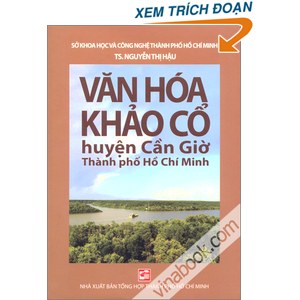 XEM TRÍCH ĐOẠN
SỞ KHOA HỌC VÀ CÔNG NGHỆ THÀNH PHỐ HỒ CHÍ MINH
TS. NGUYỄN THỊ HẬU
VĂN HÓA
KHẢO CỔ
huyện Cần Giờ
Thành phố Hồ Chí Minh
vinabook.com
NHÀ XUẤT BẢN TỔNG HỢP THÀNH PHỐ HỒ CHÍ MINH